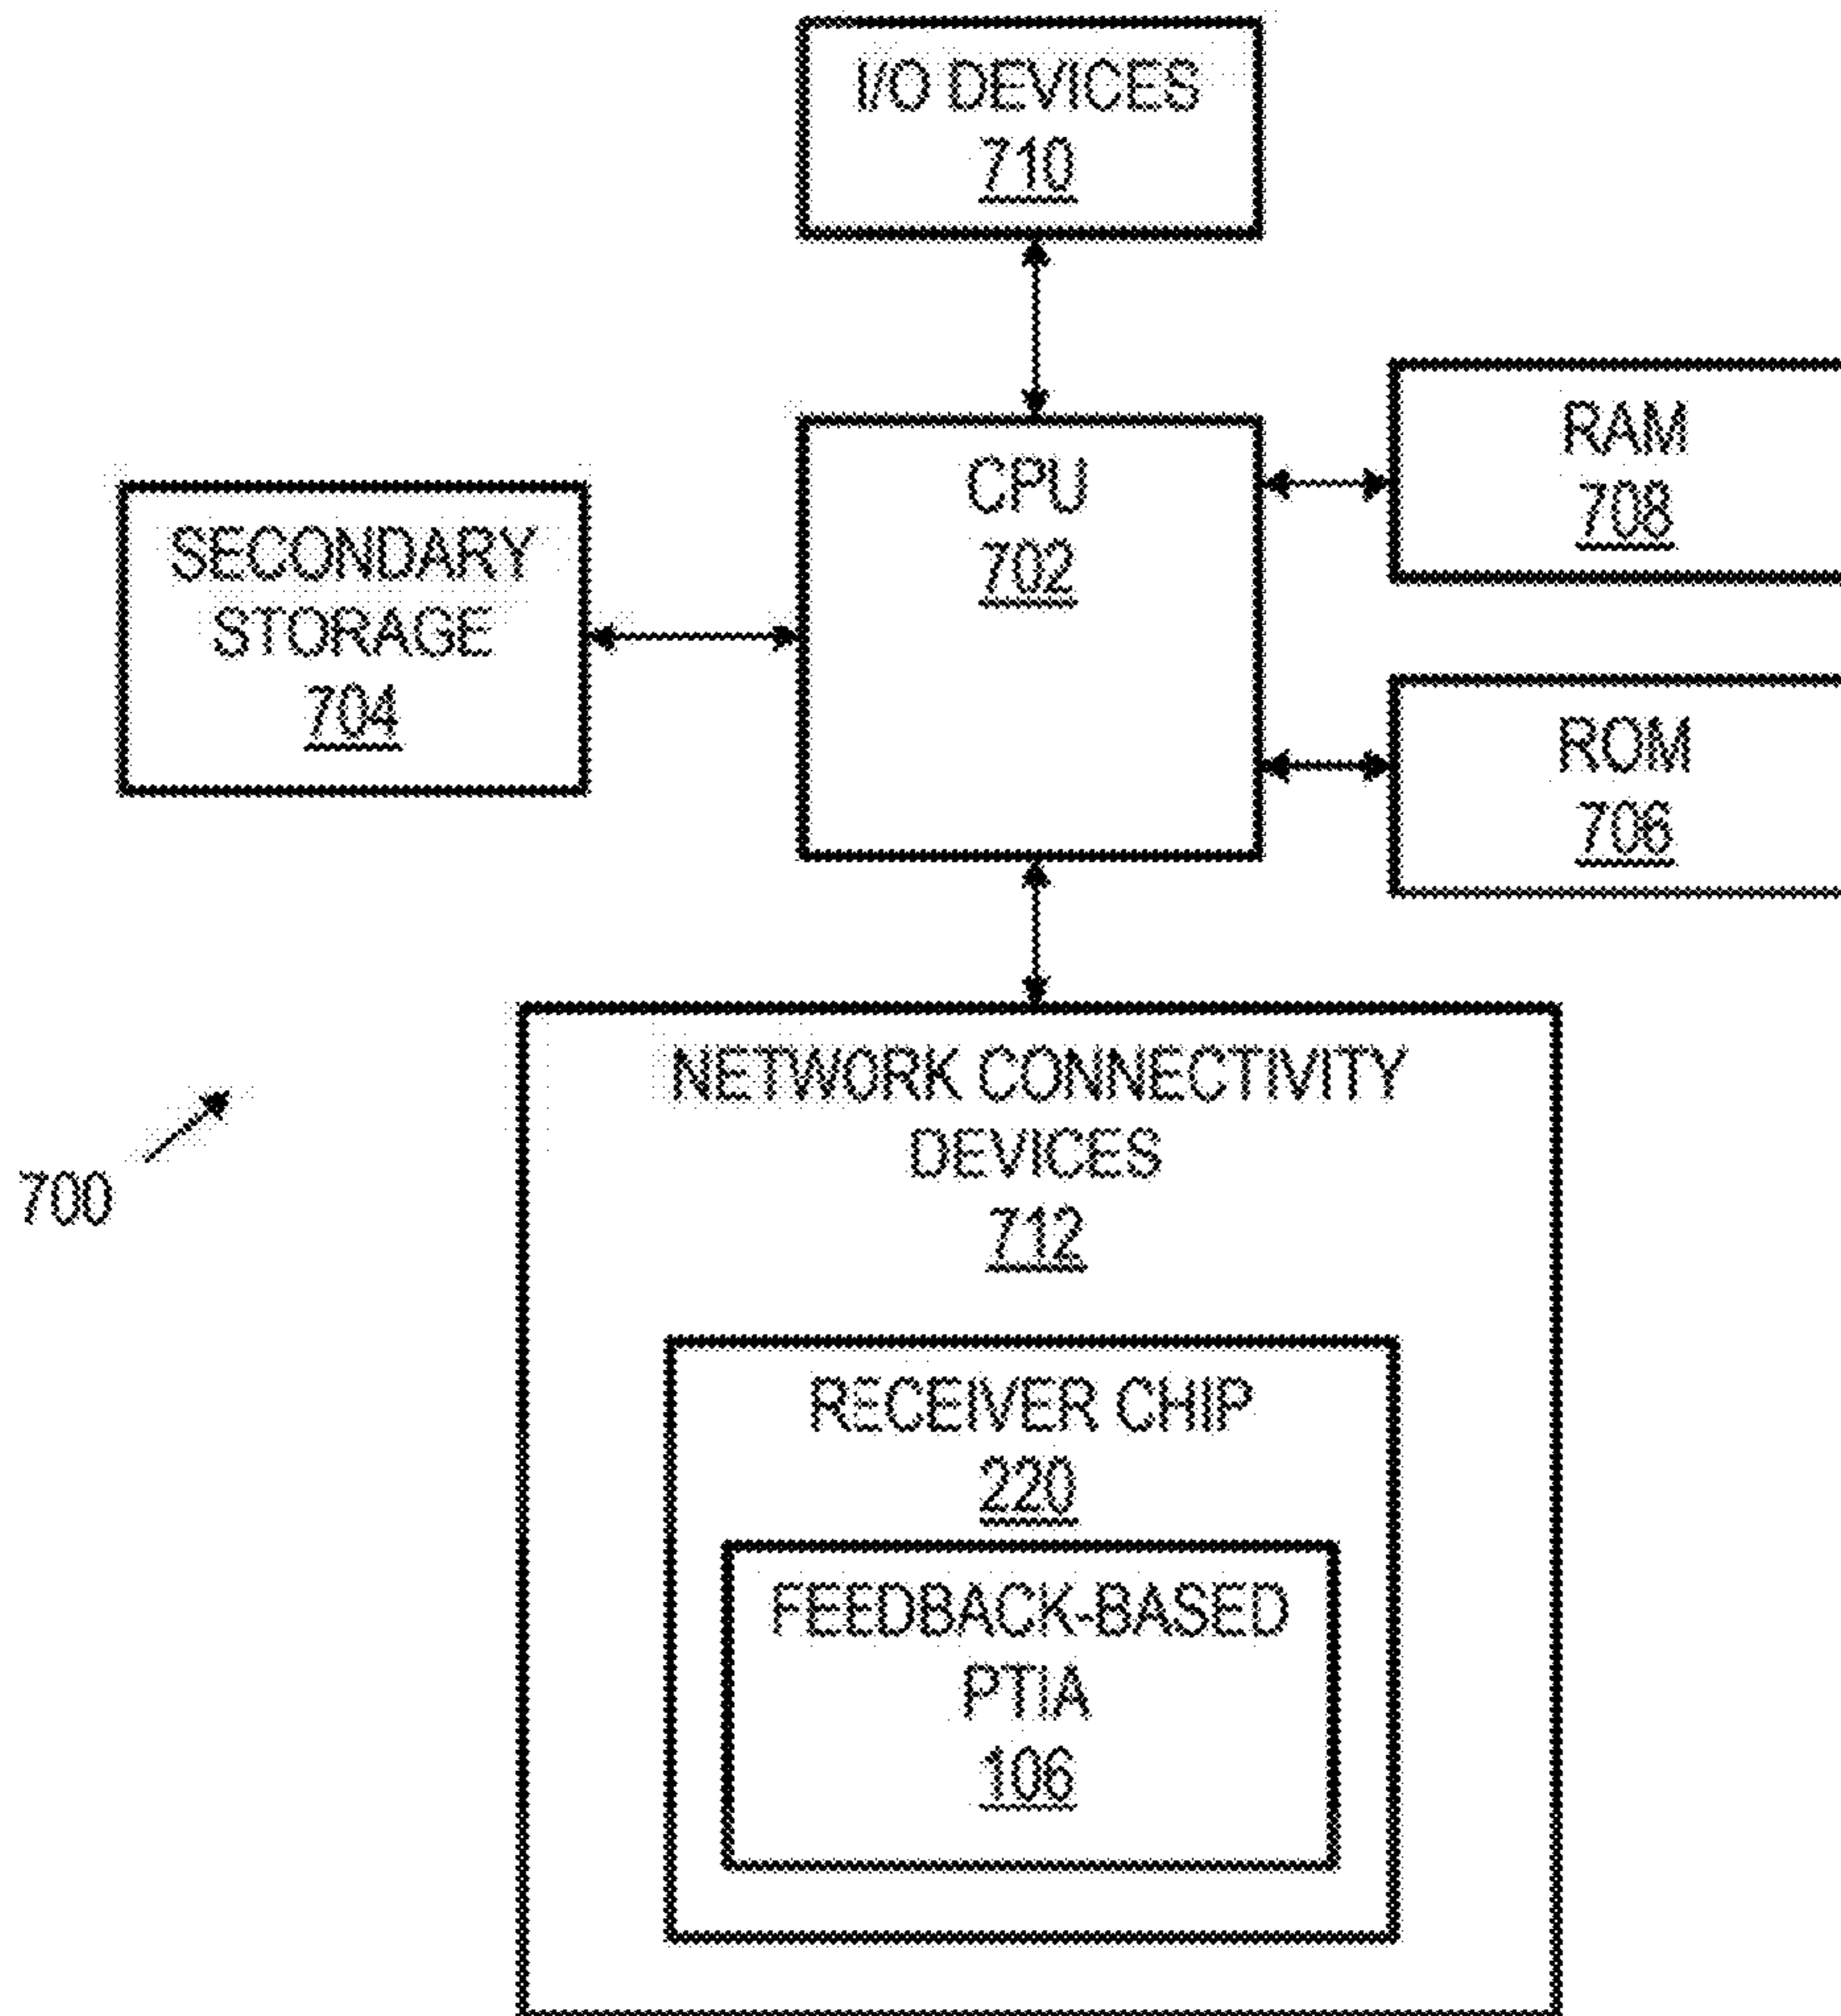 I/O DEVICES
710
RAM
708
CPU
702
SECONDARY
STORAGE
704
ROM
706
NETWORK CONNECTIVITY
DEVICES
712
700
RECEIVER CHIP
220
FEEDBACK-BASED
PTIA
106